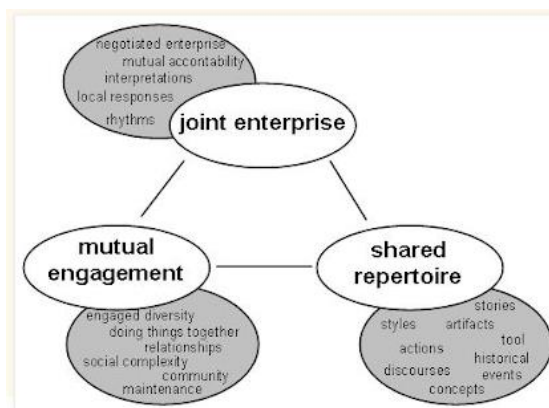 negotiated enterprise
mutual accontability
interpretations
local responses
rhythms
joint enterprise
mutual
engagement
engaged diversity
doing things together
relationships
social complexity
community
maintenance
shared
repertoire
stories
styles artifacts
tool
actions
historical
discourses
events
concepts